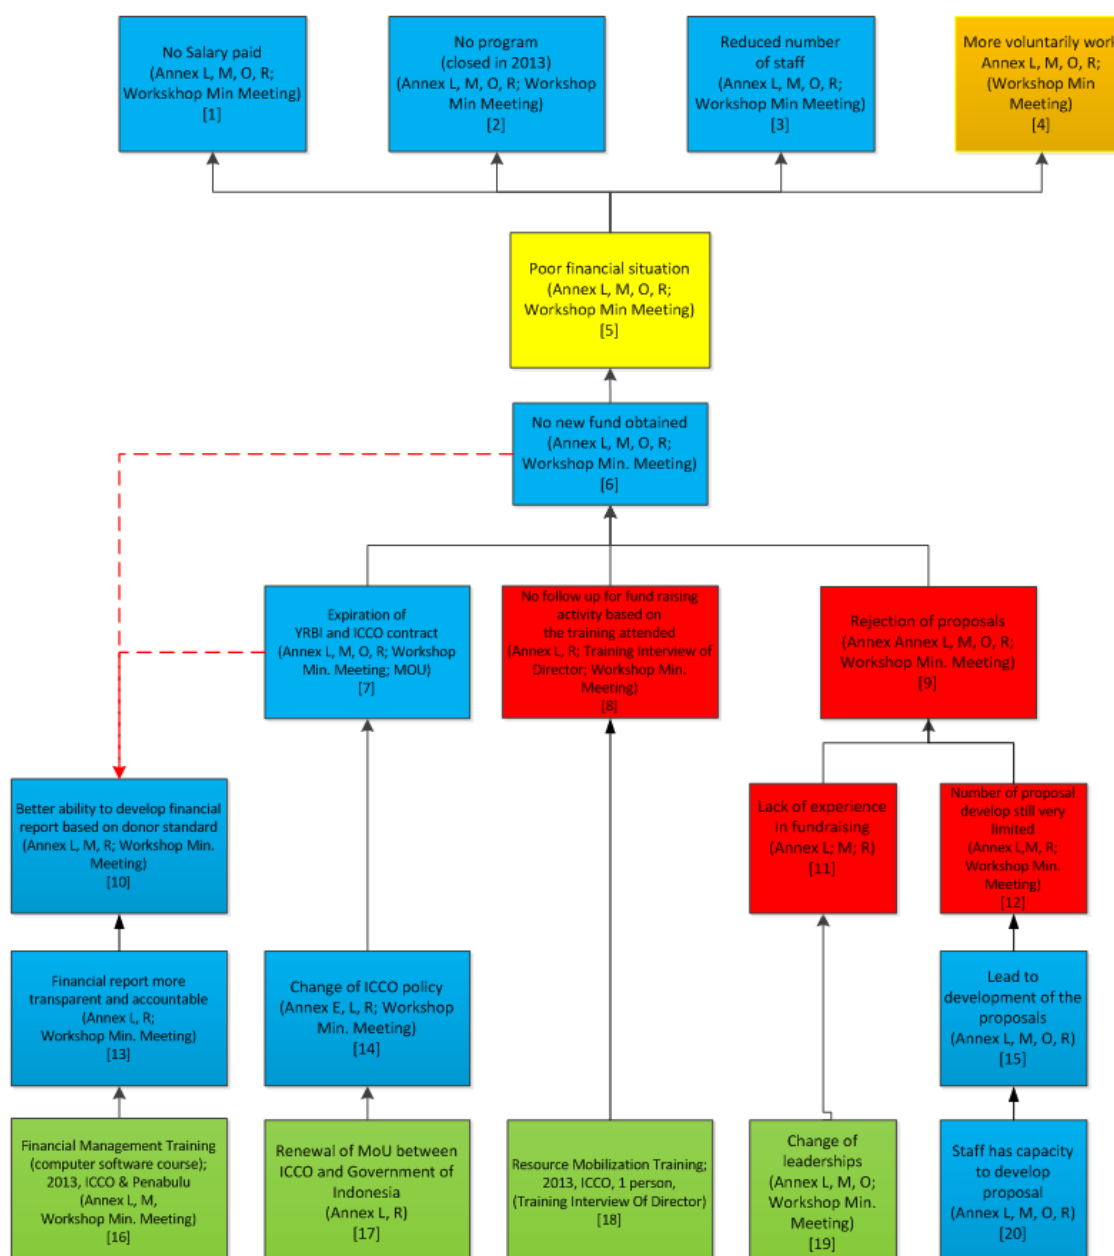 No Salary paid
(Annex L, M, O, R;
Workskhop Min Meeting)
[1]
No program
(closed in 2013)
(Annex L, M, O, R; Workshop
Min Meeting)
[2]
Reduced number
of staff
(Annex L, M, O, R;
Workshop Min Meeting)
[3]
More voluntarily work
Annex L, M, O, R;
(Workshop Min
Meeting)
[4]
Poor financial situation
(Annex L, M, O, R;
Workshop Min Meeting)
[5]
No new fund obtained
(Annex L, M, O, R;
Workshop Min. Meeting)
[6]
Expiration of
YRBI and ICCO contract
(Annex L, M, O, R; Workshop
Min. Meeting; MOU)
[7]
No follow up for fund raising
activity based on
the training attended
(Annex L, R; Training Interview of
Director; Workshop Min.
Meeting)
[8]
Rejection of proposals
(Annex Annex L, M, O, R;
Workshop Min. Meeting)
[9]
Better ability to develop financial
report based on donor standard
(Annex L, M, R; Workshop Min.
Meeting)
[10]
Lack of experience
in fundraising
(Annex L; M; R)
[11]
Number of proposal
develop still very
limited
(Annex L,M, R;
Workshop Min.
Meeting)
[12]
Financial report more
transparent and accountable
(Annex L, R;
Workshop Min. Meeting)
[13]
Change of ICCO policy
(Annex E, L, R; Workshop
Min. Meeting)
[14]
Lead to
development of the
proposals
(Annex L, M, O, R)
[15]
Financial Management Training
(computer software course);
2013, ICCO & Penabulu
(Annex L, M,
Workshop Min. Meeting)
[16]
Renewal of MoU between
ICCO and Government of
Indonesia
(Annex L, R)
[17]
Resource Mobilization Training;
2013, ICCO, 1 person,
(Training Interview Of Director)
[18]
Change of
leaderships
(Annex L, M, O;
Workshop Min.
Meeting)
[19]
Staff has capacity
to develop
proposal
(Annex L, M, O, R)
[20]